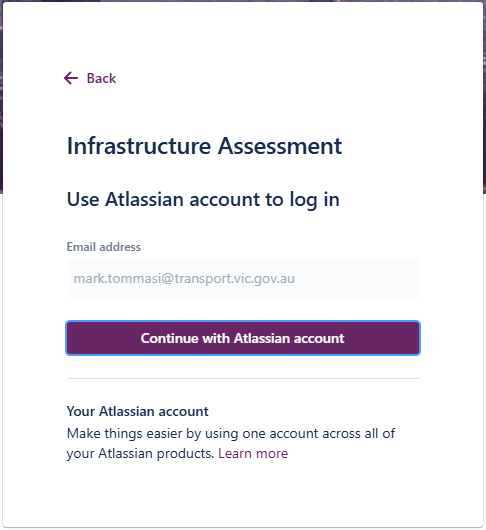 Back
Infrastructure Assessment
Use Atlassian account to log in
Email address
mark.tommasi@transport.vic.gov.au
Continue with Atlassian account
Your Atlassian account
Make things easier by using one account across all of
your Atlassian products. Learn more